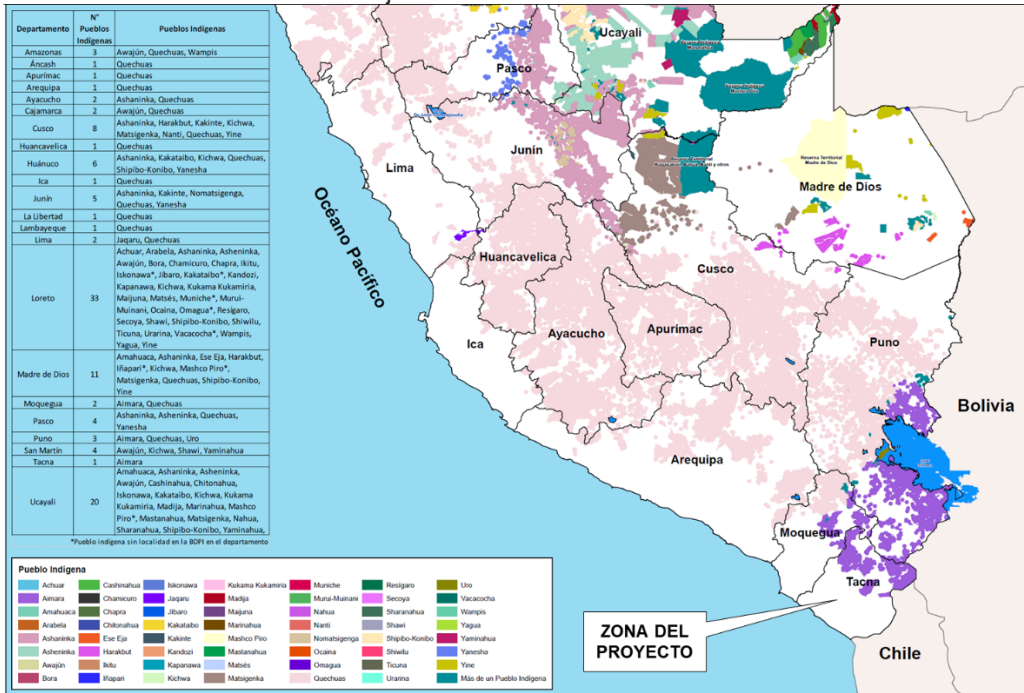 Departamento N° Pueblos Indígenas Pueblos Indígenas
Amazonas 3 Awajún, Quechuas, Wampis
Áncash 1 Quechuas
Apurímac 1 Quechuas
Arequipa 1 Quechuas
Ayacucho 2 Ashaninka, Quechuas
Cajamarca 2 Awajún, Quechuas
Cusco 8 Ashaninka, Harakbut, Kakinte, Kichwa,
Matsigenka, Nanti, Quechuas, Yine
Huancavelica 1 Quechuas
Huánuco 6 Ashaninka, Kakataibo, Kichwa, Quechuas,
Shipibo-Konibo, Yanesha
Ica 1 Quechuas
Junín 5 Ashaninka, Kakinte, Nomatsigenga,
Quechuas, Yanesha
La Libertad 1 Quechuas
Lambayeque 1 Quechuas
Lima 2 Jaqaru, Quechuas
Loreto 33 Achuar, Arabela, Ashaninka, Asheninka,
Awajún, Bora, Chamicuro, Chapra, Ikitu,
Iskonawa*, Jíbaro, Kakataibo*, Kandozi,
Kapanawa, Kichwa, Kukama Kukamiria,
Maijuna, Matsés, Muniche*, Murui-
Muinani, Ocaina, Omagua*, Resígaro,
Secoya, Shawi, Shipibo-Konibo, Shiwilu,
Ticuna, Urarina, Vacacocha*, Wampis,
Yagua, Yine
Madre de Dios 11 Amahuaca, Ashaninka, Ese Eja, Harakbut,
Iñapari*, Kichwa, Mashco Piro*,
Matsigenka, Quechuas, Shipibo-Konibo,
Yine
Moquegua 2 Aimara, Quechuas
Pasco 4 Ashaninka, Asheninka, Quechuas,
Yanesha
Puno 3 Aimara, Quechuas, Uro
San Martín 4 Awajún, Kichwa, Shawi, Yaminahua
Tacna 1 Aimara
Ucayali 20 Amahuaca, Ashaninka, Asheninka,
Awajún, Cashinahua, Chitonahua,
Iskonawa, Kakataibo, Kichwa, Kukama
Kukamiria, Madija, Marinahua, Mashco
Piro*, Mastanahua, Matsigenka, Nahua,
Sharanahua, Shipibo-Konibo, Yaminahua,
*Pueblo indígena sin localidad en la BDPI en el departamento
Ucayali
Pasco
Junín
Lima
Reserva Territorial
Madre de Dios
Madre de Dios
Océano Pacífico
Huancavelica
Cusco
Ayacucho
Apurímac
Ica
Puno
Bolivia
Arequipa
Moquegua
Tacna
ZONA DEL
PROYECTO
Chile
Pueblo Indígena
Achuar Cashinahua Iskonawa Kukama Kukamiria Muniche Resígaro Uro
Aimara Chamicuro Jaqaru Madija Murui-Muinani Secoya Vacacocha
Amahuaca Chapra Jíbaro Maijuna Nahua Sharanahua Wampis
Arabela Chitonahua Kakataibo Marinahua Nanti Shawi Yagua
Ashaninka Ese Eja Kakinte Mashco Piro Nomatsigenga Shipibo-Konibo Yaminahua
Asheninka Harakbut Kandozi Mastanahua Ocaina Shiwilu Yanesha
Awajún Ikitu Kapanawa Matsés Omagua Ticuna Yine
Bora Iñapari Kichwa Matsigenka Quechuas Urarina Más de un Pueblo Indígena